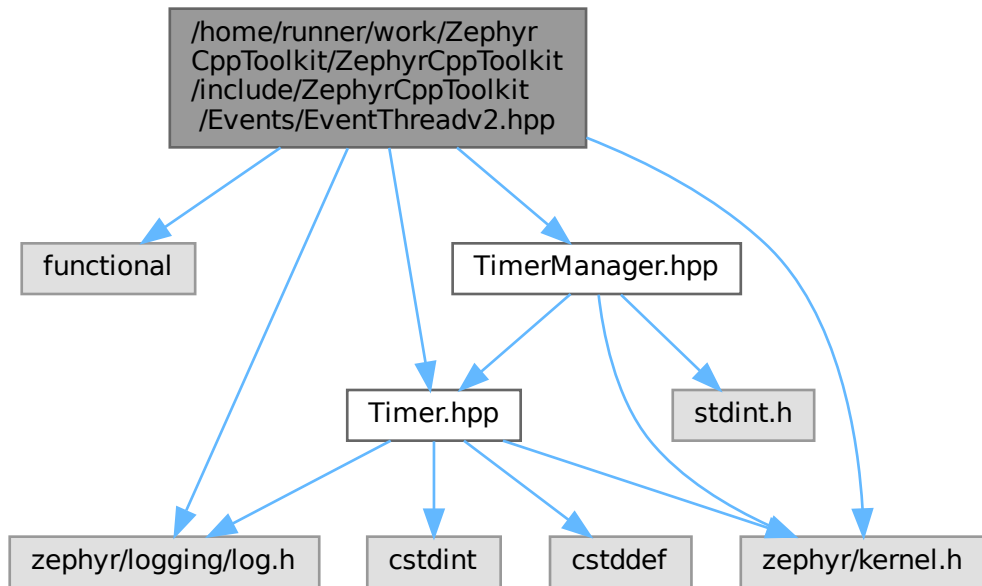 /home/runner/work/Zephyr
CppToolkit/ZephyrCppToolkit
/include/ZephyrCppToolkit
/Events/EventThreadv2.hpp
functional
TimerManager.hpp
Timer.hpp
stdint.h
zephyr/logging/log.h
cstdint
cstddef
zephyr/kernel.h